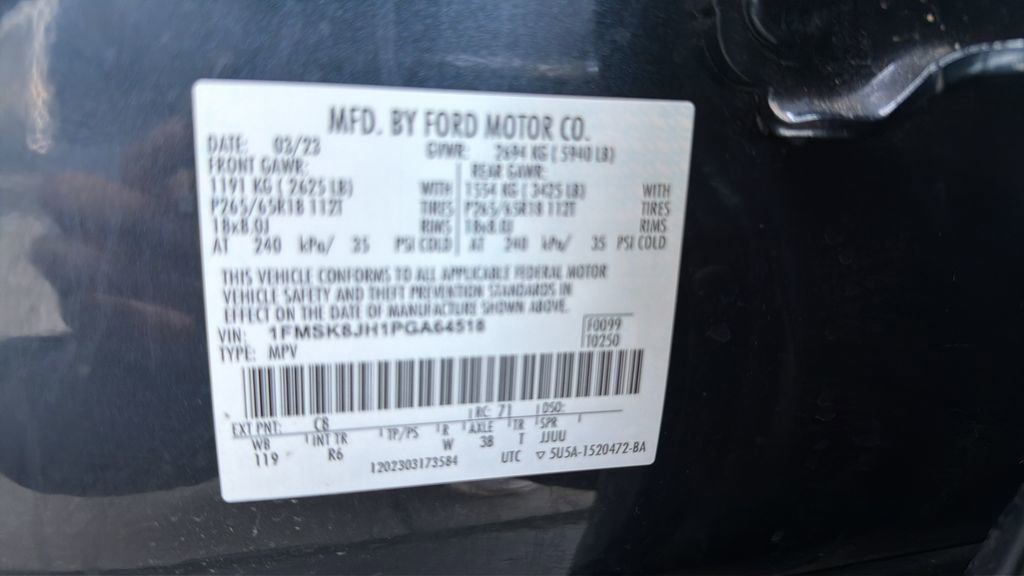 MFD. BY FORD MOTOR CO.
DATE: 03/23 GVWR: 2694 KG ( 5940 LB)
FRONT GAWR: REAR GAWR:
1191 KG ( 2625 LB) WITH 1554 KG ( 3425 LB) WITH
P265/65R18 112T TIRES P265/65R18 112T TIRES
18x8.0J RIMS 18x8.0J RIMS
AT 240 kPa/ 35 PSI COLD AT 240 kPa/ 35 PSI COLD
THIS VEHICLE CONFORMS TO ALL APPLICABLE FEDERAL MOTOR
VEHICLE SAFETY AND THEFT PREVENTION STANDARDS IN
EFFECT ON THE DATE OF MANUFACTURE SHOWN ABOVE.
VIN: 1FMSK8JH1PGA64518 F0099
TYPE: MPV T0250
EXT PNT: C8 RC: 71 DSO:
WB INT TR TP/PS R AXLE TR SPR
119 R6 W 38 T JJUU
1202303173584 UTC ▽ 5U5A-1520472-BA